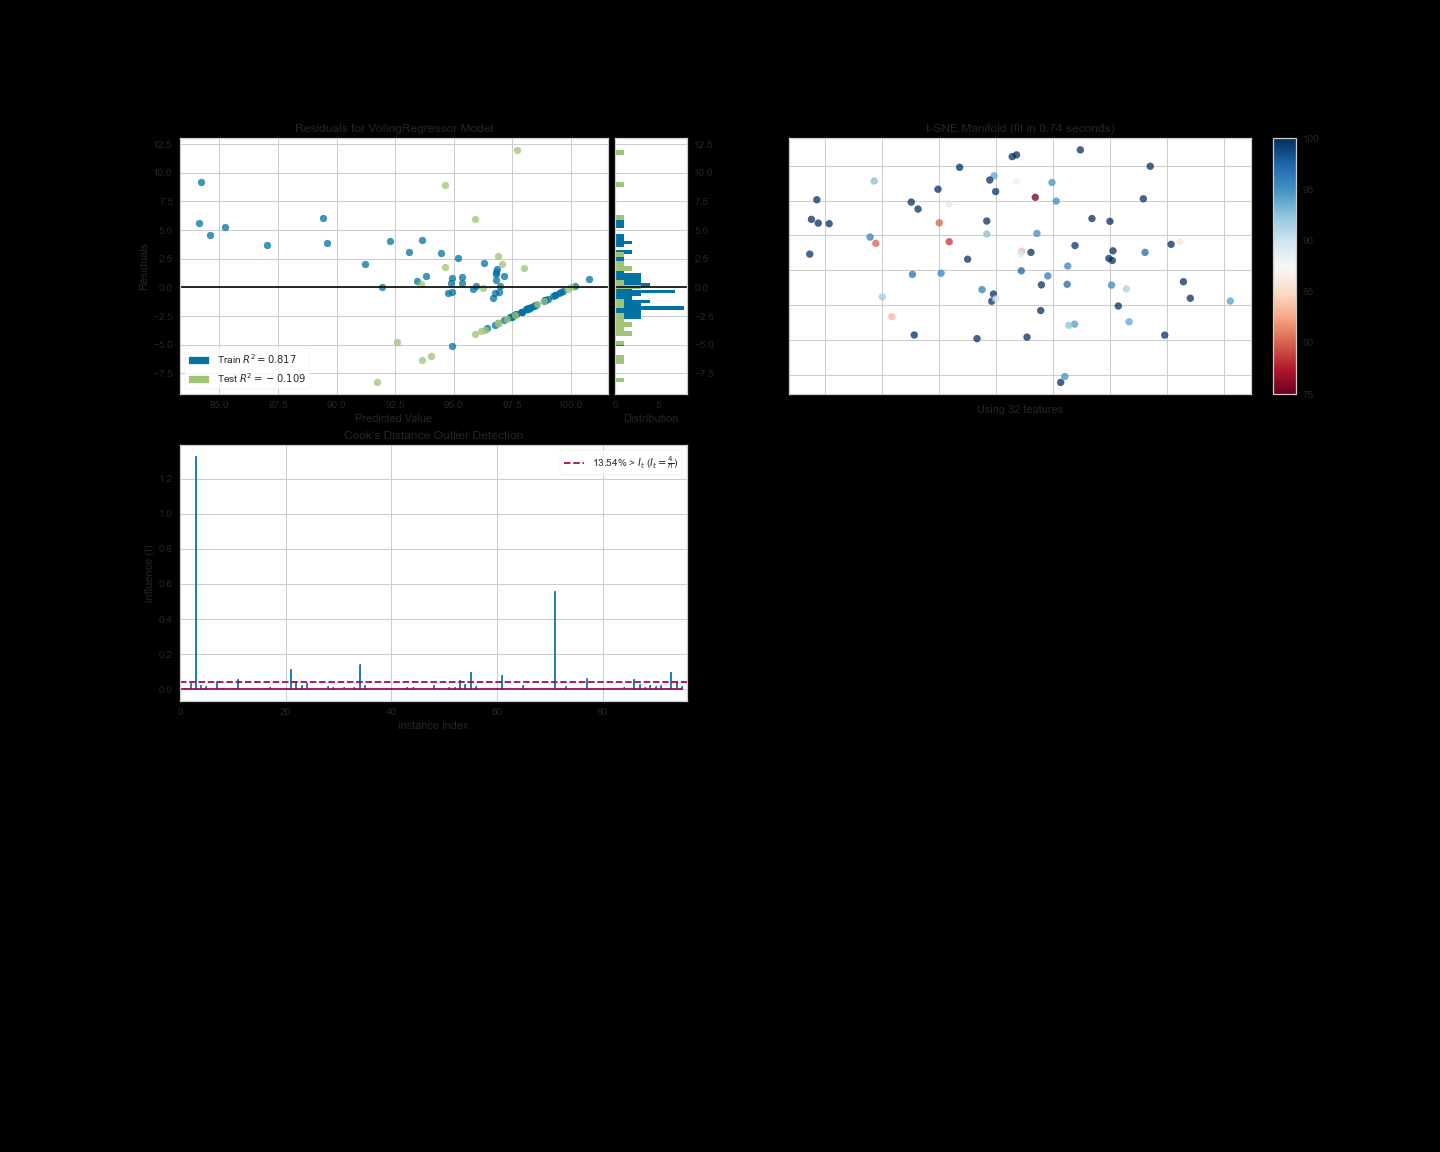 Residuals for VotingRegressor Model
12.5
10.0
7.5
5.0
2.5
0.0
−2.5
−5.0
−7.5
Residuals
Train R² = 0.817
Test R² = −0.109
85.0 87.5 90.0 92.5 95.0 97.5 100.0
Predicted Value
12.5
10.0
7.5
5.0
2.5
0.0
−2.5
−5.0
−7.5
0 5
Distribution
t-SNE Manifold (fit in 0.74 seconds)
100
95
90
85
80
75
Using 32 features
Cook's Distance Outlier Detection
13.54% > I_t (I_t = 4/n)
1.2
1.0
0.8
0.6
0.4
0.2
0.0
influence (I)
0 20 40 60 80
instance index